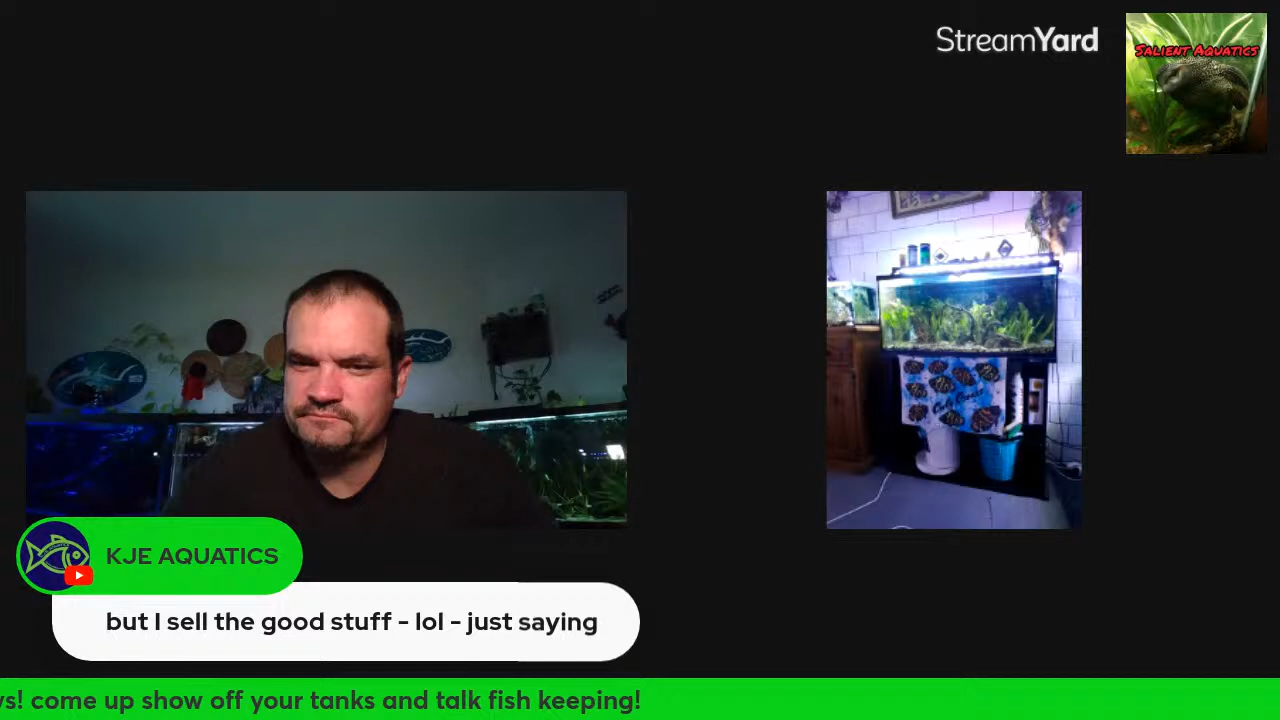 StreamYard
SALIENT AQUATICS
KJE AQUATICS
but I sell the good stuff - lol - just saying
ys! come up show off your tanks and talk fish keeping!